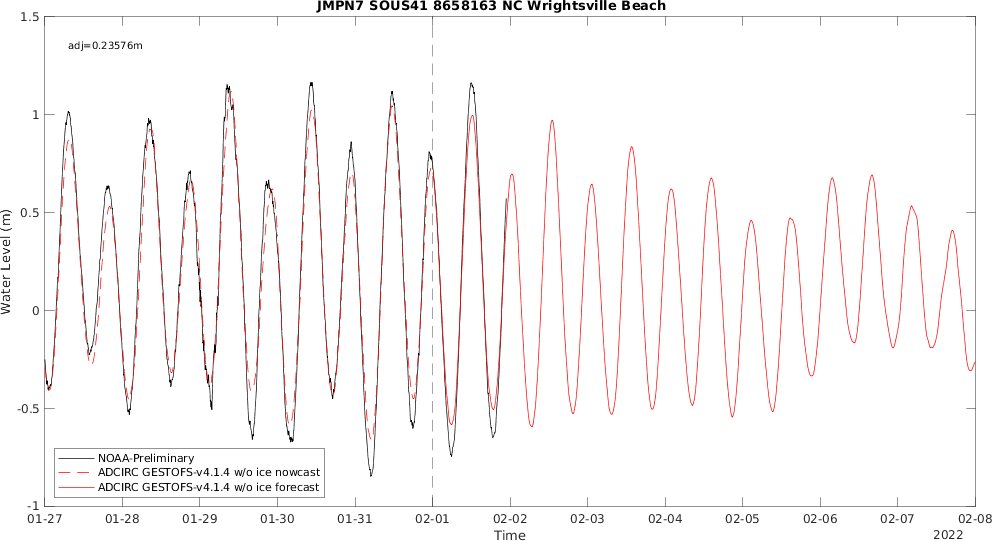 JMPN7 SOUS41 8658163 NC Wrightsville Beach
adj=0.23576m
Water Level (m)
1.5
1
0.5
0
-0.5
-1
NOAA-Preliminary
ADCIRC GESTOFS-v4.1.4 w/o ice nowcast
ADCIRC GESTOFS-v4.1.4 w/o ice forecast
01-27 01-28 01-29 01-30 01-31 02-01 02-02 02-03 02-04 02-05 02-06 02-07 02-08
Time
2022